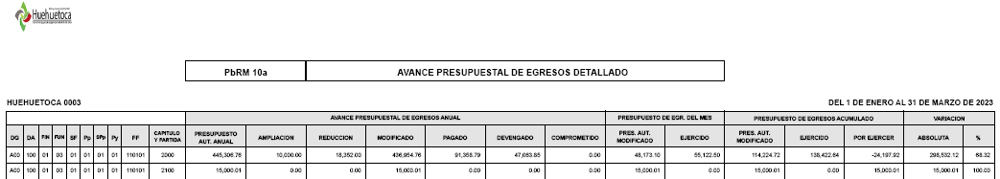 Huehuetoca
PbRM 10a AVANCE PRESUPUESTAL DE EGRESOS DETALLADO
HUEHUETOCA 0003 DEL 1 DE ENERO AL 31 DE MARZO DE 2023
AVANCE PRESUPUESTAL DE EGRESOS ANUAL PRESUPUESTO DE EGR. DEL MES PRESUPUESTO DE EGRESOS ACUMULADO VARIACION
DG DA FIN FUN SF Pp SPp Py FF CAPITULO Y PARTIDA PRESUPUESTO AUT. ANUAL AMPLIACION REDUCCION MODIFICADO PAGADO DEVENGADO COMPROMETIDO PRES. AUT. MODIFICADO EJERCIDO PRES. AUT. MODIFICADO EJERCIDO POR EJERCER ABSOLUTA %
A00 100 01 03 01 01 01 01 110101 2000 445,306.76 10,000.00 18,352.00 436,954.76 91,358.79 47,063.85 0.00 48,173.10 55,122.50 114,224.72 138,422.64 -24,197.92 298,532.12 68.32
A00 100 01 03 01 01 01 01 110101 2100 15,000.01 0.00 0.00 15,000.01 0.00 0.00 0.00 15,000.01 0.00 15,000.01 0.00 15,000.01 15,000.01 100.00